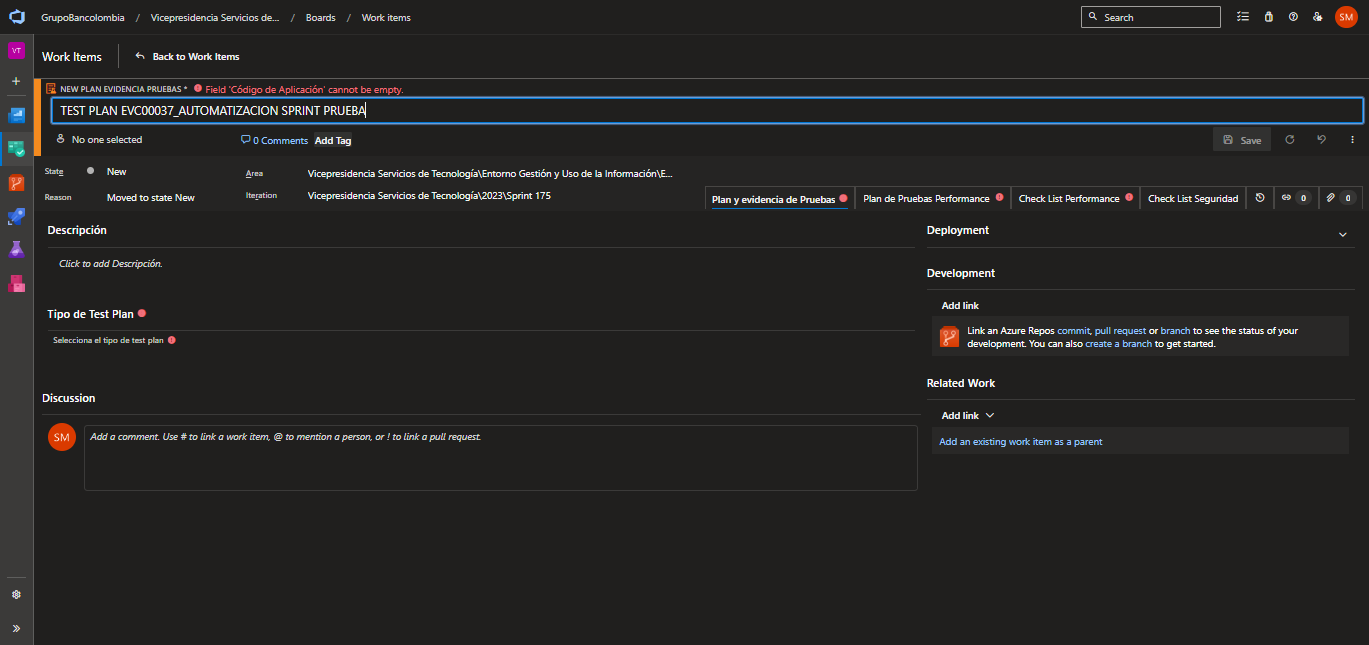 GrupoBancolombia / Vicepresidencia Servicios de... / Boards / Work items
Search
SM
VT
Work Items
Back to Work Items
NEW PLAN EVIDENCIA PRUEBAS * Field 'Código de Aplicación' cannot be empty.
TEST PLAN EVC00037_AUTOMATIZACION SPRINT PRUEBA
No one selected
0 Comments
Add Tag
Save
State
New
Area
Vicepresidencia Servicios de Tecnología\Entorno Gestión y Uso de la Información\E...
Reason
Moved to state New
Iteration
Vicepresidencia Servicios de Tecnología\2023\Sprint 175
Plan y evidencia de Pruebas
Plan de Pruebas Performance
Check List Performance
Check List Seguridad
0
0
Descripción
Click to add Descripción.
Tipo de Test Plan
Selecciona el tipo de test plan
Discussion
SM
Add a comment. Use # to link a work item, @ to mention a person, or ! to link a pull request.
Deployment
Development
Add link
Link an Azure Repos commit, pull request or branch to see the status of your
development. You can also create a branch to get started.
Related Work
Add link
Add an existing work item as a parent